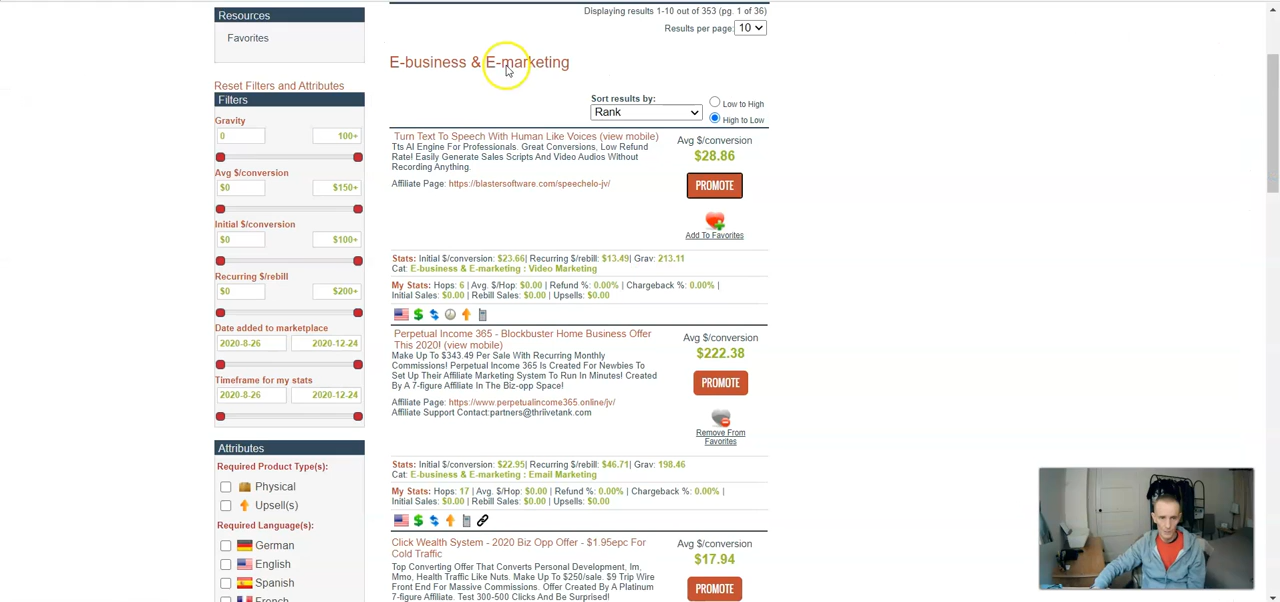 Resources
Favorites
Reset Filters and Attributes
Filters
Gravity
0 100+
Avg $/conversion
$0 $150+
Initial $/conversion
$0 $100+
Recurring $/rebill
$0 $200+
Date added to marketplace
2020-8-26 2020-12-24
Timeframe for my stats
2020-8-26 2020-12-24
Attributes
Required Product Type(s):
Physical
Upsell(s)
Required Language(s):
German
English
Spanish
French
Displaying results 1-10 out of 353 (pg. 1 of 36)
Results per page: 10
E-business & E-marketing
Sort results by:
Rank
Low to High
High to Low
Turn Text To Speech With Human Like Voices (view mobile)
Tts AI Engine For Professionals. Great Conversions, Low Refund
Rate! Easily Generate Sales Scripts And Video Audios Without
Recording Anything.
Affiliate Page: https://blastersoftware.com/speechelo-jv/
Avg $/conversion
$28.86
PROMOTE
Add To Favorites
Stats: Initial $/conversion: $23.66| Recurring $/rebill: $13.49| Grav: 213.11
Cat: E-business & E-marketing : Video Marketing
My Stats: Hops: 6 | Avg. $/Hop: $0.00 | Refund %: 0.00% | Chargeback %: 0.00% |
Initial Sales: $0.00 | Rebill Sales: $0.00 | Upsells: $0.00
Perpetual Income 365 - Blockbuster Home Business Offer
This 2020! (view mobile)
Make Up To $343.49 Per Sale With Recurring Monthly
Commissions! Perpetual Income 365 Is Created For Newbies To
Set Up Their Affiliate Marketing System To Run In Minutes! Created
By A 7-figure Affiliate In The Biz-opp Space!
Affiliate Page: https://www.perpetualincome365.online/jv/
Affiliate Support Contact:partners@thriivetank.com
Avg $/conversion
$222.38
PROMOTE
Remove From
Favorites
Stats: Initial $/conversion: $22.95| Recurring $/rebill: $46.71| Grav: 198.46
Cat: E-business & E-marketing : Email Marketing
My Stats: Hops: 17 | Avg. $/Hop: $0.00 | Refund %: 0.00% | Chargeback %: 0.00% |
Initial Sales: $0.00 | Rebill Sales: $0.00 | Upsells: $0.00
Click Wealth System - 2020 Biz Opp Offer - $1.95epc For
Cold Traffic
Top Converting Offer That Converts Personal Development, Im,
Mmo, Health Traffic Like Nuts. Make Up To $250/sale. $9 Trip Wire
Front End For Massive Commissions. Offer Created By A Platinum
7-figure Affiliate. Test 300-500 Clicks And Be Surprised!
Avg $/conversion
$17.94
PROMOTE